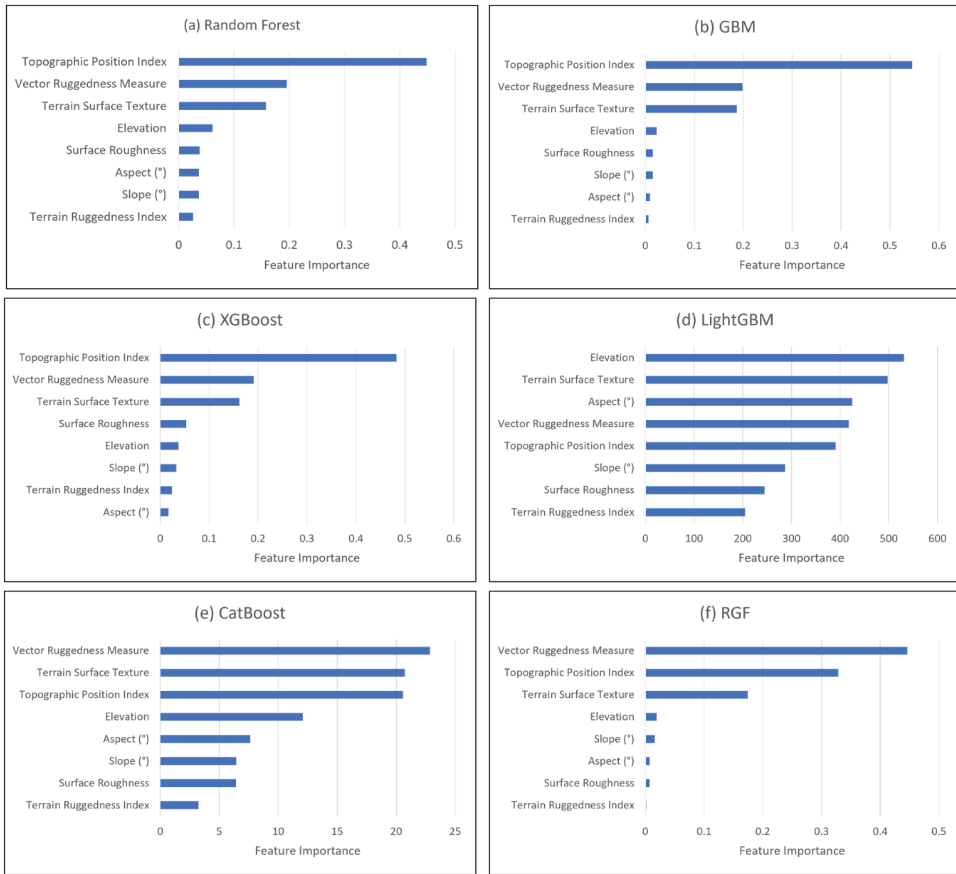 (a) Random Forest
Topographic Position Index
Vector Ruggedness Measure
Terrain Surface Texture
Elevation
Surface Roughness
Aspect (°)
Slope (°)
Terrain Ruggedness Index
0 0.1 0.2 0.3 0.4 0.5
Feature Importance
(b) GBM
Topographic Position Index
Vector Ruggedness Measure
Terrain Surface Texture
Elevation
Surface Roughness
Slope (°)
Aspect (°)
Terrain Ruggedness Index
0 0.1 0.2 0.3 0.4 0.5 0.6
Feature Importance
(c) XGBoost
Topographic Position Index
Vector Ruggedness Measure
Terrain Surface Texture
Surface Roughness
Elevation
Slope (°)
Terrain Ruggedness Index
Aspect (°)
0 0.1 0.2 0.3 0.4 0.5 0.6
Feature Importance
(d) LightGBM
Elevation
Terrain Surface Texture
Aspect (°)
Vector Ruggedness Measure
Topographic Position Index
Slope (°)
Surface Roughness
Terrain Ruggedness Index
0 100 200 300 400 500 600
Feature Importance
(e) CatBoost
Vector Ruggedness Measure
Terrain Surface Texture
Topographic Position Index
Elevation
Aspect (°)
Slope (°)
Surface Roughness
Terrain Ruggedness Index
0 5 10 15 20 25
Feature Importance
(f) RGF
Vector Ruggedness Measure
Topographic Position Index
Terrain Surface Texture
Elevation
Slope (°)
Aspect (°)
Surface Roughness
Terrain Ruggedness Index
0 0.1 0.2 0.3 0.4 0.5
Feature Importance